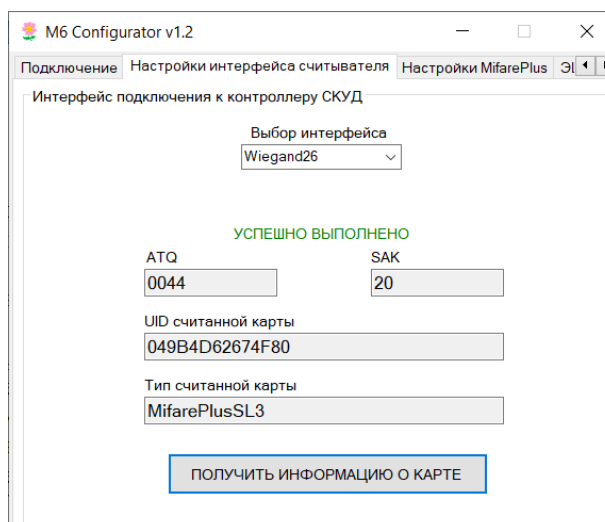 M6 Configurator v1.2
Подключение Настройки интерфейса считывателя Настройки MifarePlus
Интерфейс подключения к контроллеру СКУД
Выбор интерфейса
Wiegand26
УСПЕШНО ВЫПОЛНЕНО
ATQ SAK
0044 20
UID считанной карты
049B4D62674F80
Тип считанной карты
MifarePlusSL3
ПОЛУЧИТЬ ИНФОРМАЦИЮ О КАРТЕ